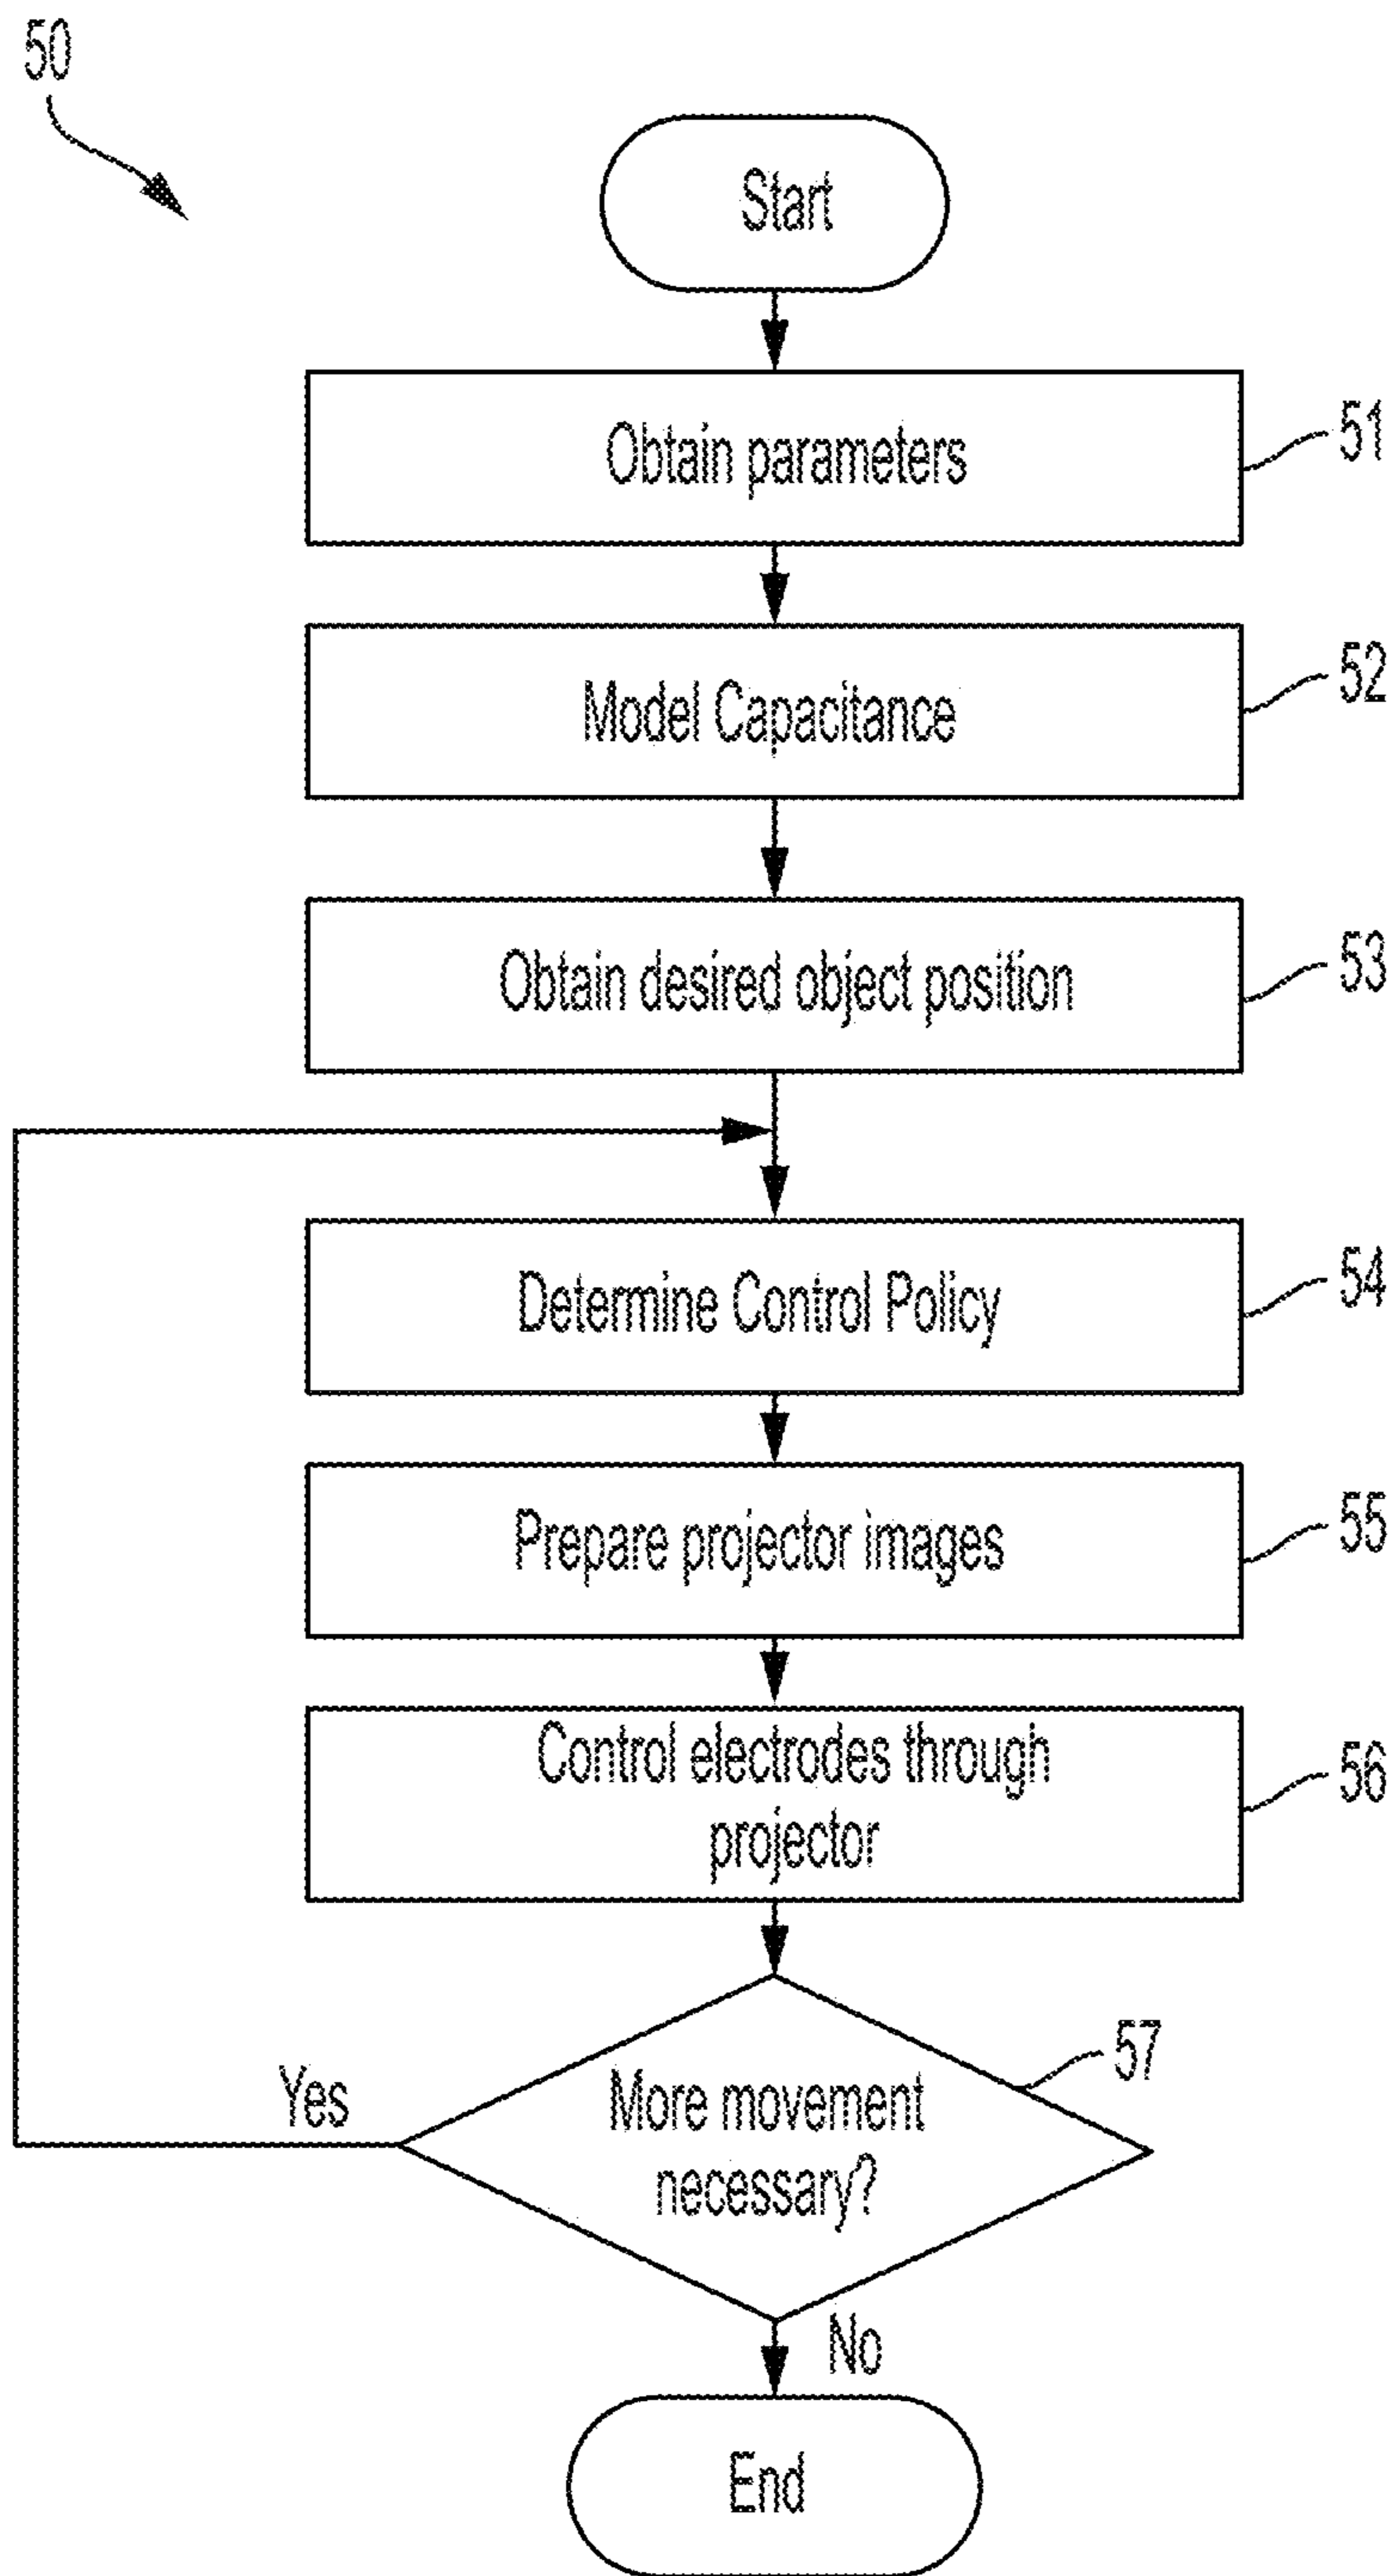 50
Start
Obtain parameters
51
Model Capacitance
52
Obtain desired object position
53
Determine Control Policy
54
Prepare projector images
55
Control electrodes through
projector
56
57
Yes
More movement
necessary?
No
End